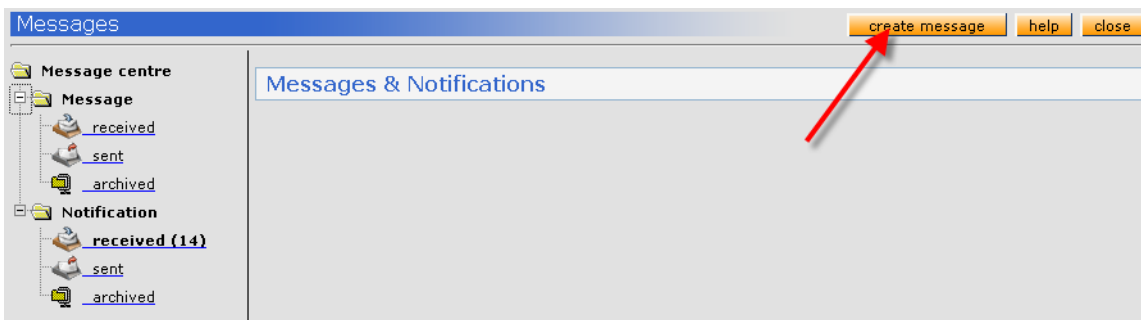 Messages
create message
help
close
Message centre
Message
received
sent
archived
Messages & Notifications
Notification
received (14)
sent
archived